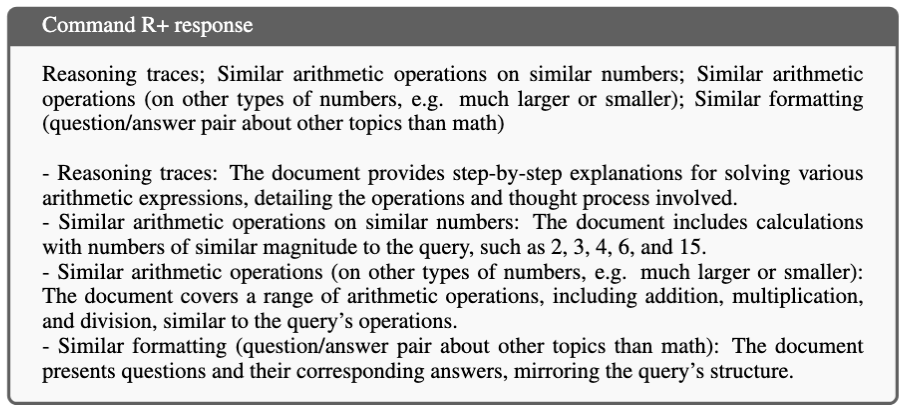 Command R+ response
Reasoning traces; Similar arithmetic operations on similar numbers; Similar arithmetic
operations (on other types of numbers, e.g. much larger or smaller); Similar formatting
(question/answer pair about other topics than math)
- Reasoning traces: The document provides step-by-step explanations for solving various
arithmetic expressions, detailing the operations and thought process involved.
- Similar arithmetic operations on similar numbers: The document includes calculations
with numbers of similar magnitude to the query, such as 2, 3, 4, 6, and 15.
- Similar arithmetic operations (on other types of numbers, e.g. much larger or smaller):
The document covers a range of arithmetic operations, including addition, multiplication,
and division, similar to the query's operations.
- Similar formatting (question/answer pair about other topics than math): The document
presents questions and their corresponding answers, mirroring the query's structure.